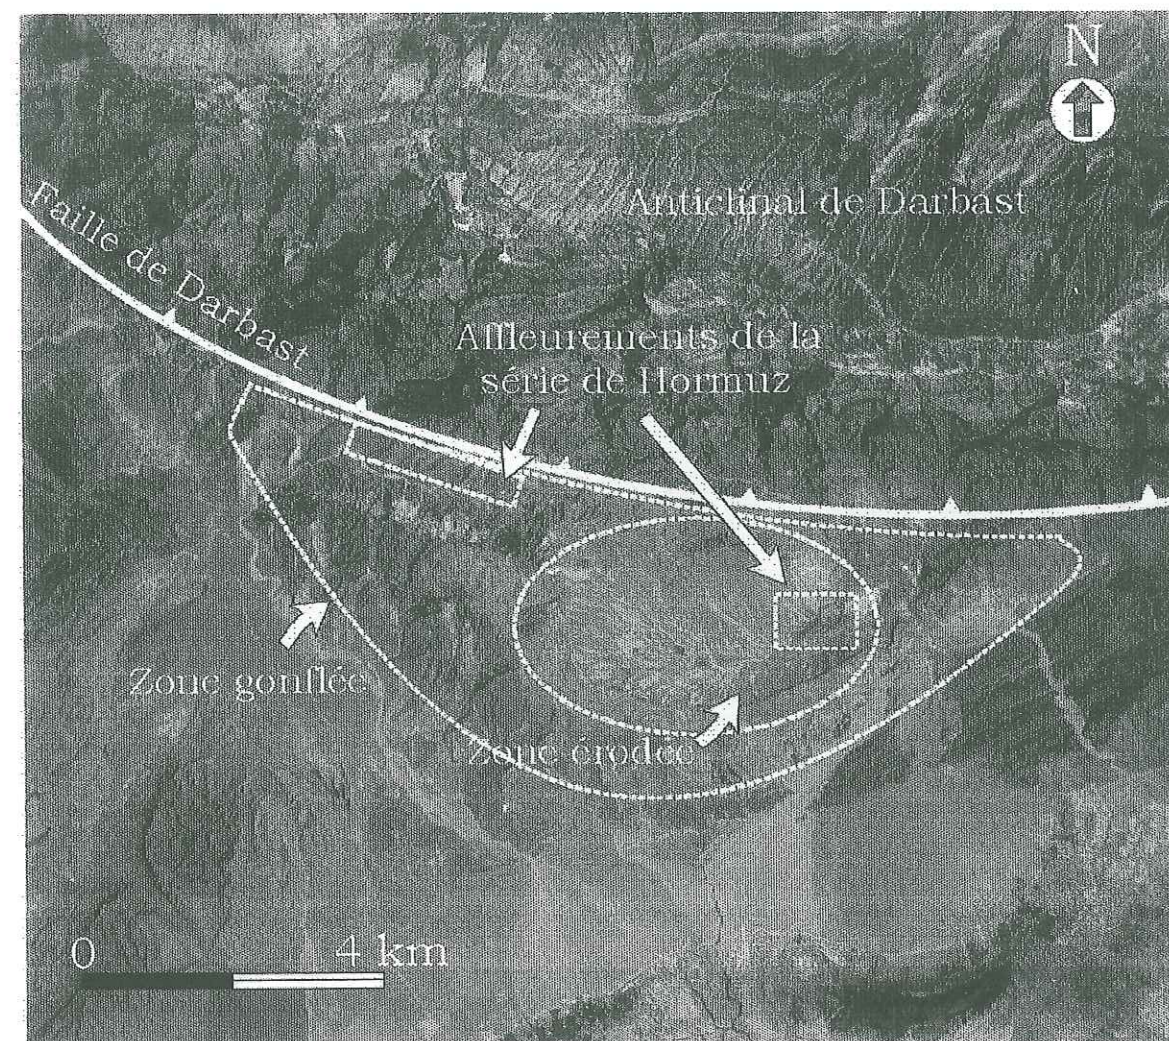 N
Anticlinal de Darbast
Faille de Darbast
Affleurements de la
série de Hormuz
Zone gonflée
Zone érodée
0 4 km